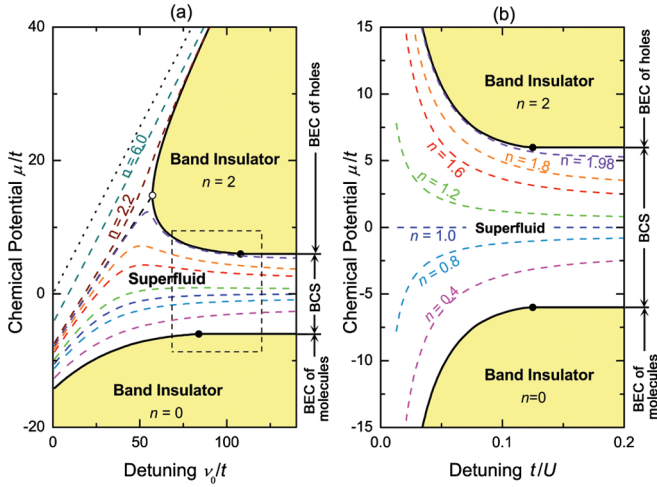 (a)
Chemical Potential μ/t
40
20
0
-20
0
50
100
Detuning ν₀/t
n = 6.0
n = 2.2
Band Insulator
n = 2
Superfluid
Band Insulator
n = 0
BEC of holes
BCS
BEC of molecules
(b)
Chemical Potential μ/t
15
10
5
0
-5
-10
-15
0.0
0.1
0.2
Detuning t/U
Band Insulator
n = 2
n = 1.98
n = 1.8
n = 1.6
n = 1.2
n = 1.0
Superfluid
n = 0.8
n = 0.4
Band Insulator
n=0
BEC of holes
BCS
BEC of molecules